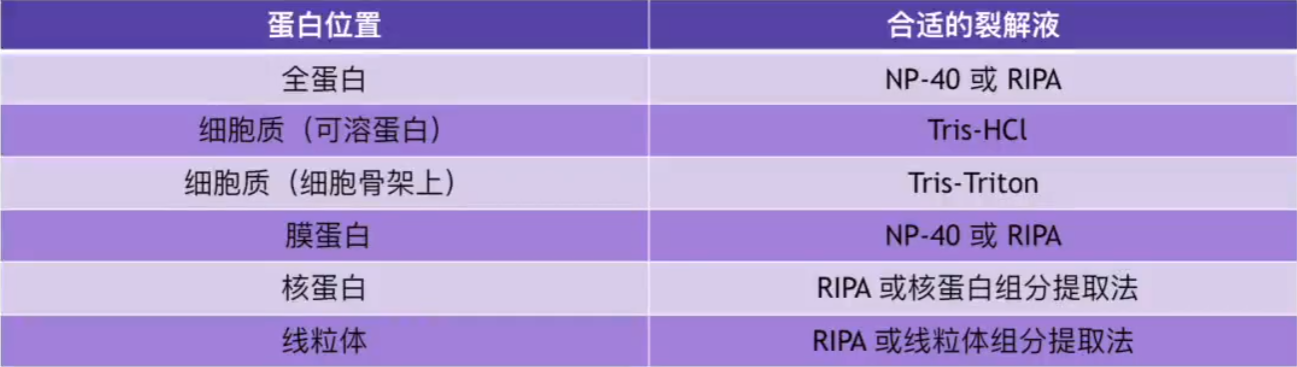 蛋白位置 合适的裂解液
全蛋白 NP-40 或 RIPA
细胞质（可溶蛋白） Tris-HCl
细胞质（细胞骨架上） Tris-Triton
膜蛋白 NP-40 或 RIPA
核蛋白 RIPA 或核蛋白组分提取法
线粒体 RIPA 或线粒体组分提取法